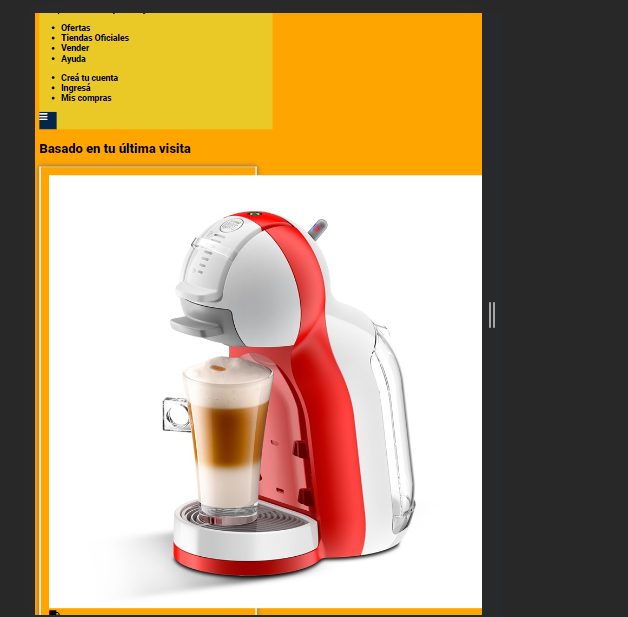 Ofertas
Tiendas Oficiales
Vender
Ayuda
Creá tu cuenta
Ingresá
Mis compras
Basado en tu última visita